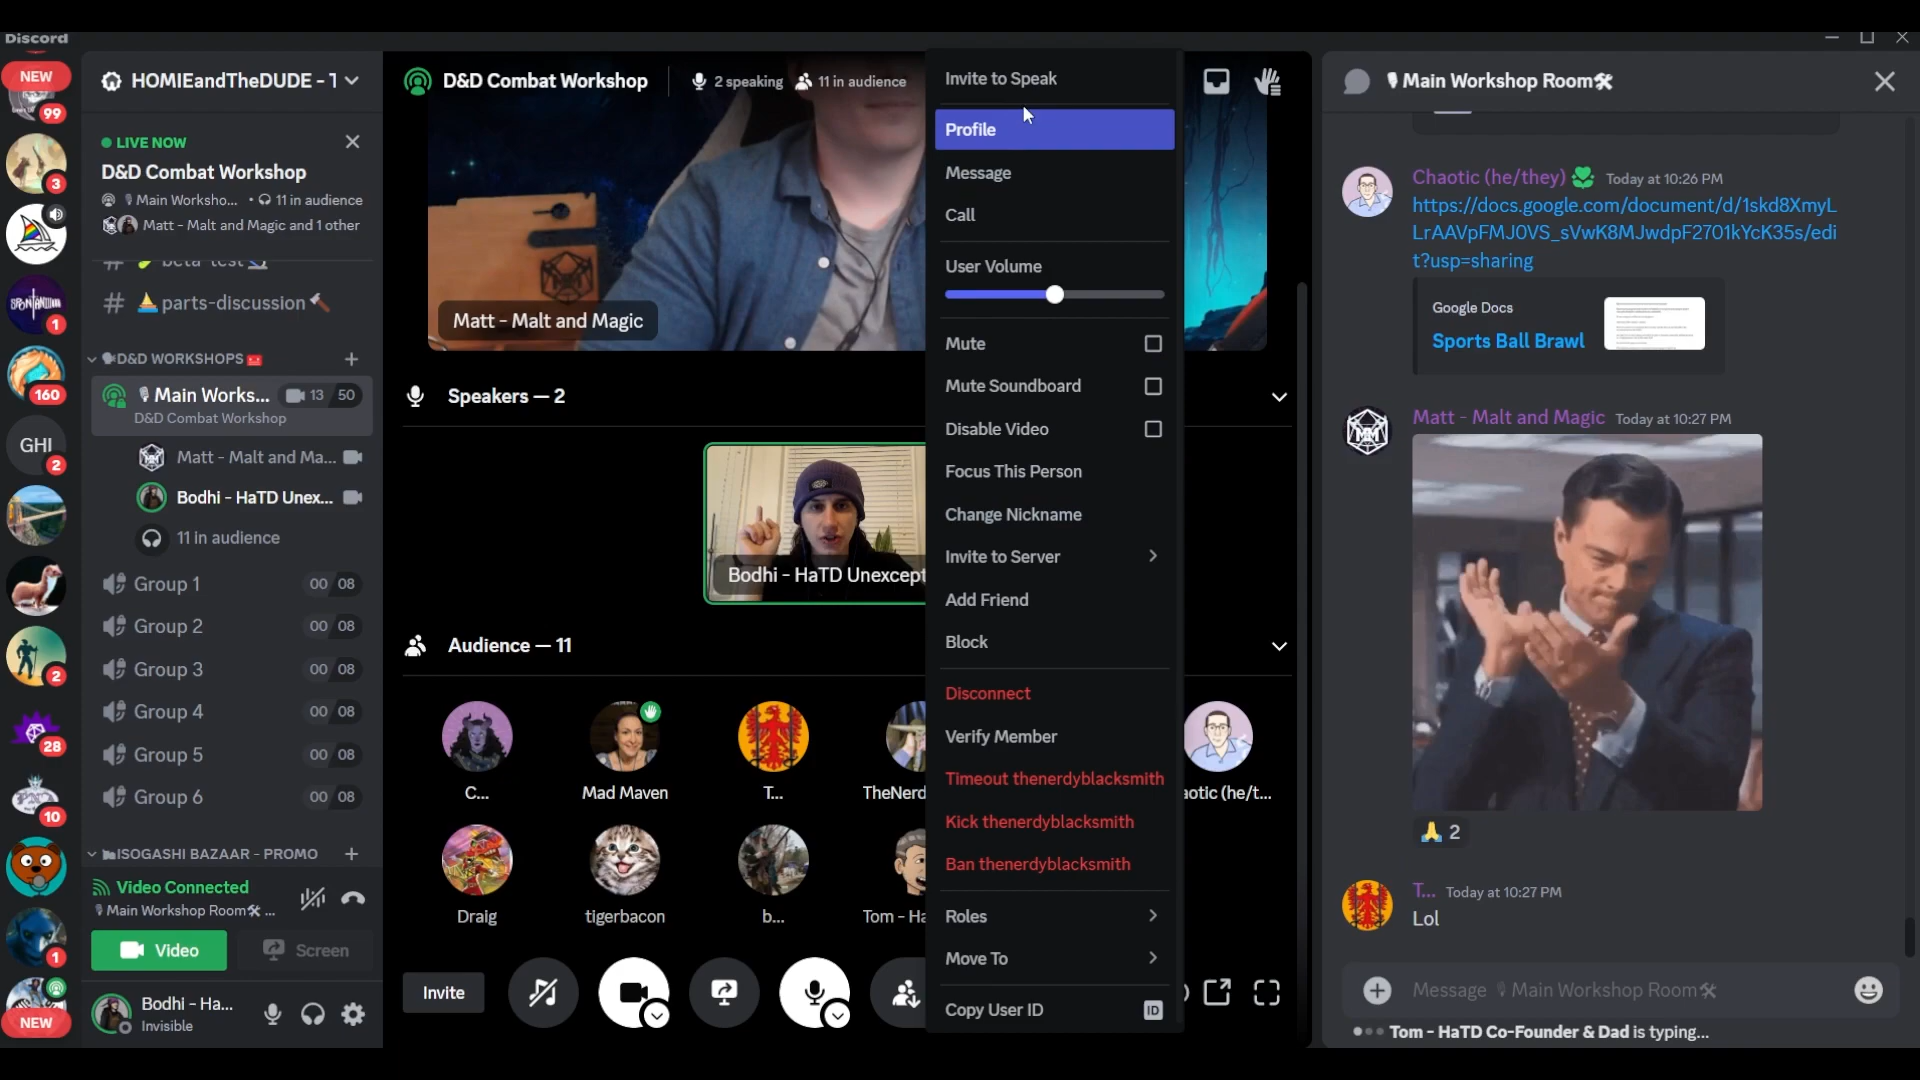 Discord
NEW
99
3
1
160
GHI
2
2
28
10
1
NEW
HOMIEandTheDUDE - T
LIVE NOW
D&D Combat Workshop
Main Worksho... • 11 in audience
Matt - Malt and Magic and 1 other
# beta-test
# parts-discussion
D&D WORKSHOPS
Main Works... 13 50
D&D Combat Workshop
Matt - Malt and Ma...
Bodhi - HaTD Unex...
11 in audience
Group 1 00 08
Group 2 00 08
Group 3 00 08
Group 4 00 08
Group 5 00 08
Group 6 00 08
ISOGASHI BAZAAR - PROMO
Video Connected
Main Workshop Room ...
Video
Screen
Bodhi - Ha...
Invisible
D&D Combat Workshop
2 speaking 11 in audience
Matt - Malt and Magic
Speakers — 2
Bodhi - HaTD Unexcept
Audience — 11
C...
Mad Maven
T...
TheNerd
aotic (he/t...
Draig
tigerbacon
b...
Tom - Ha
Invite
Invite to Speak
Profile
Message
Call
User Volume
Mute
Mute Soundboard
Disable Video
Focus This Person
Change Nickname
Invite to Server
Add Friend
Block
Disconnect
Verify Member
Timeout thenerdyblacksmith
Kick thenerdyblacksmith
Ban thenerdyblacksmith
Roles
Move To
Copy User ID
ID
Main Workshop Room
Chaotic (he/they) Today at 10:26 PM
https://docs.google.com/document/d/1skd8XmyL
LrAAVpFMJ0VS_sVwK8MJwdpF2701kYcK35s/edi
t?usp=sharing
Google Docs
Sports Ball Brawl
Matt - Malt and Magic Today at 10:27 PM
2
T... Today at 10:27 PM
Lol
Message Main Workshop Room
Tom - HaTD Co-Founder & Dad is typing...